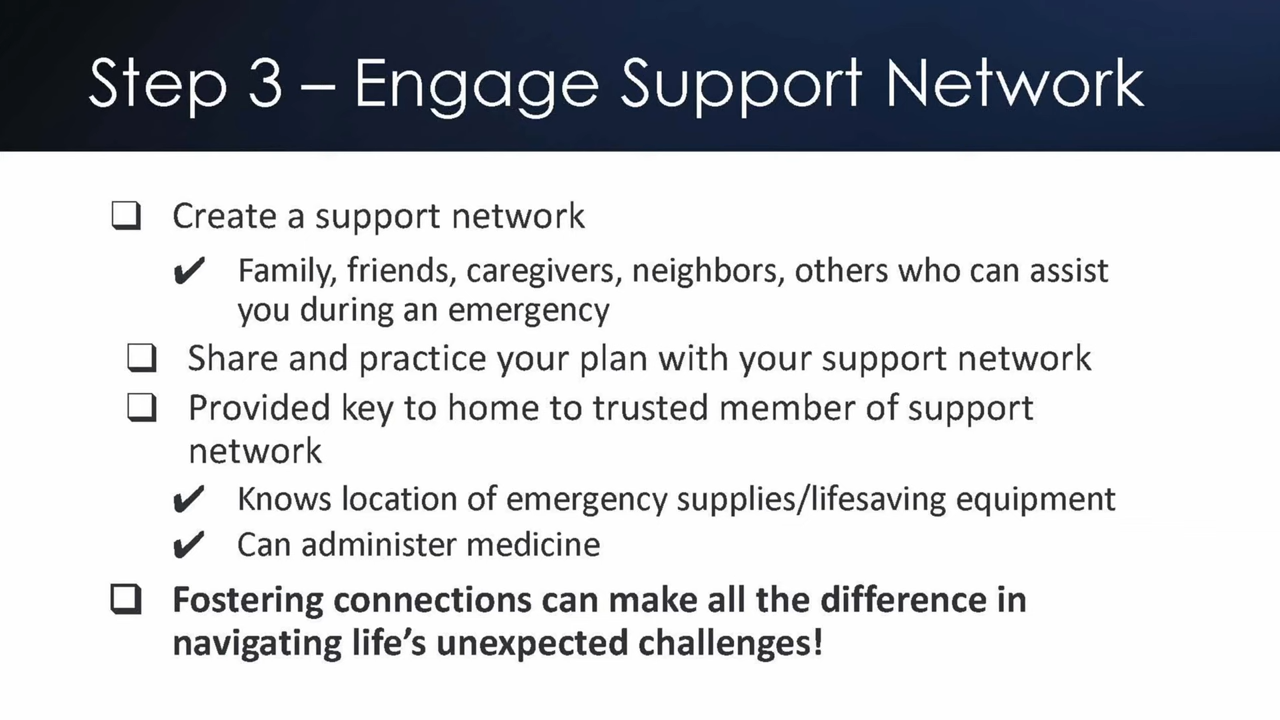 Step 3 – Engage Support Network
❑ Create a support network
✔ Family, friends, caregivers, neighbors, others who can assist
you during an emergency
❑ Share and practice your plan with your support network
❑ Provided key to home to trusted member of support
network
✔ Knows location of emergency supplies/lifesaving equipment
✔ Can administer medicine
❑ Fostering connections can make all the difference in
navigating life’s unexpected challenges!